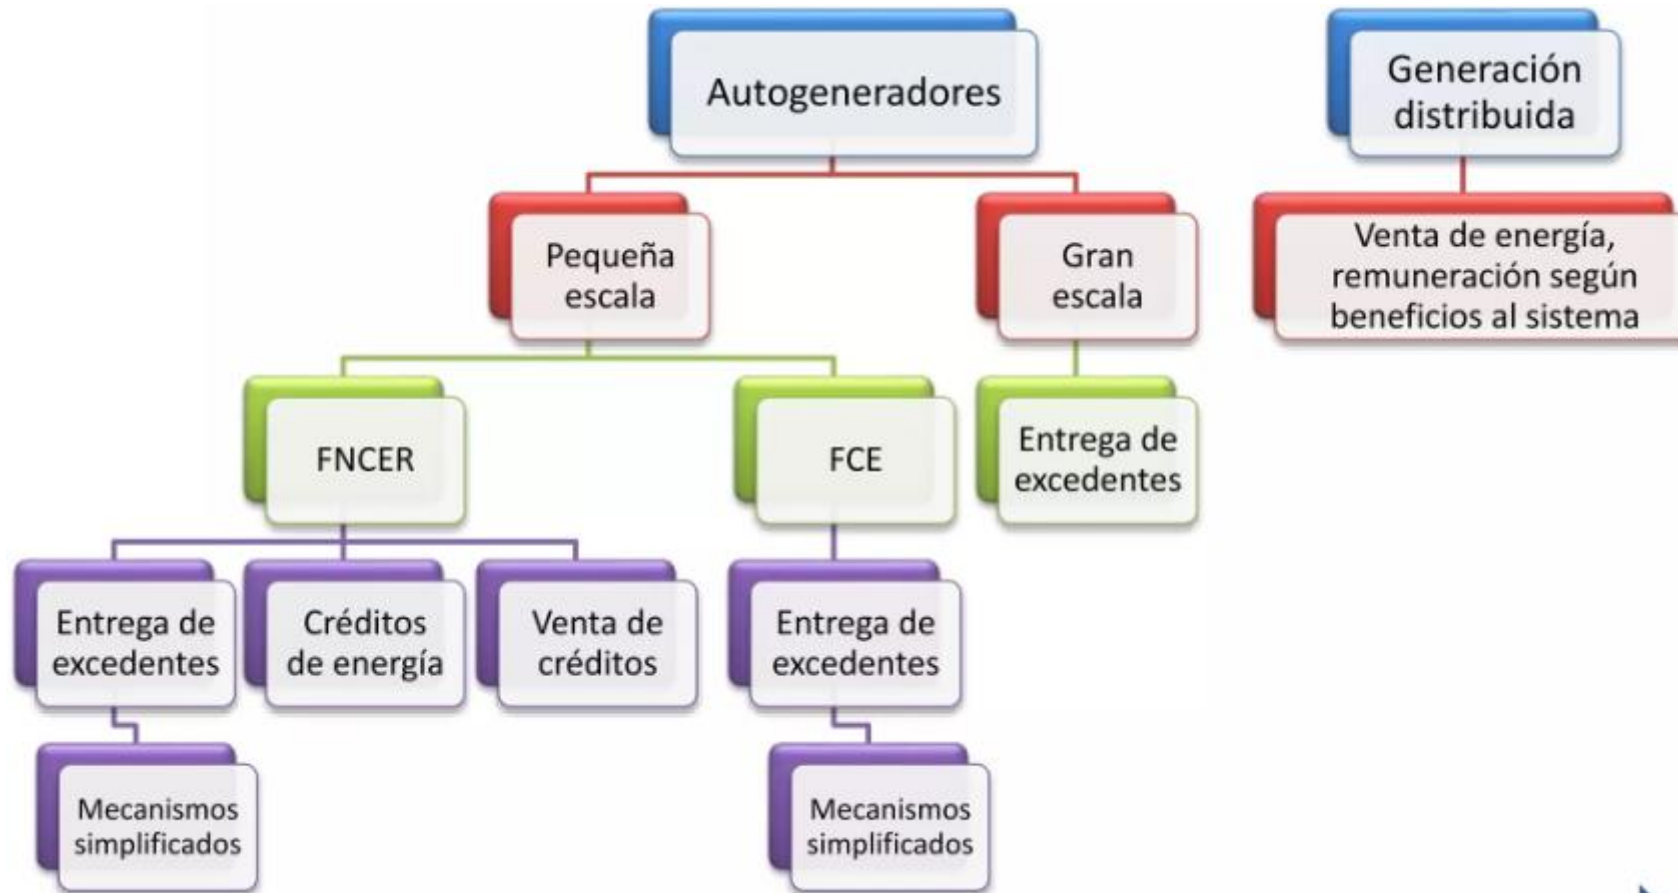 Autogeneradores
Generación
distribuida
Pequeña
escala
Gran
escala
Venta de energía,
remuneración según
beneficios al sistema
FNCER
FCE
Entrega de
excedentes
Entrega de
excedentes
Créditos
de energía
Venta de
créditos
Entrega de
excedentes
Mecanismos
simplificados
Mecanismos
simplificados